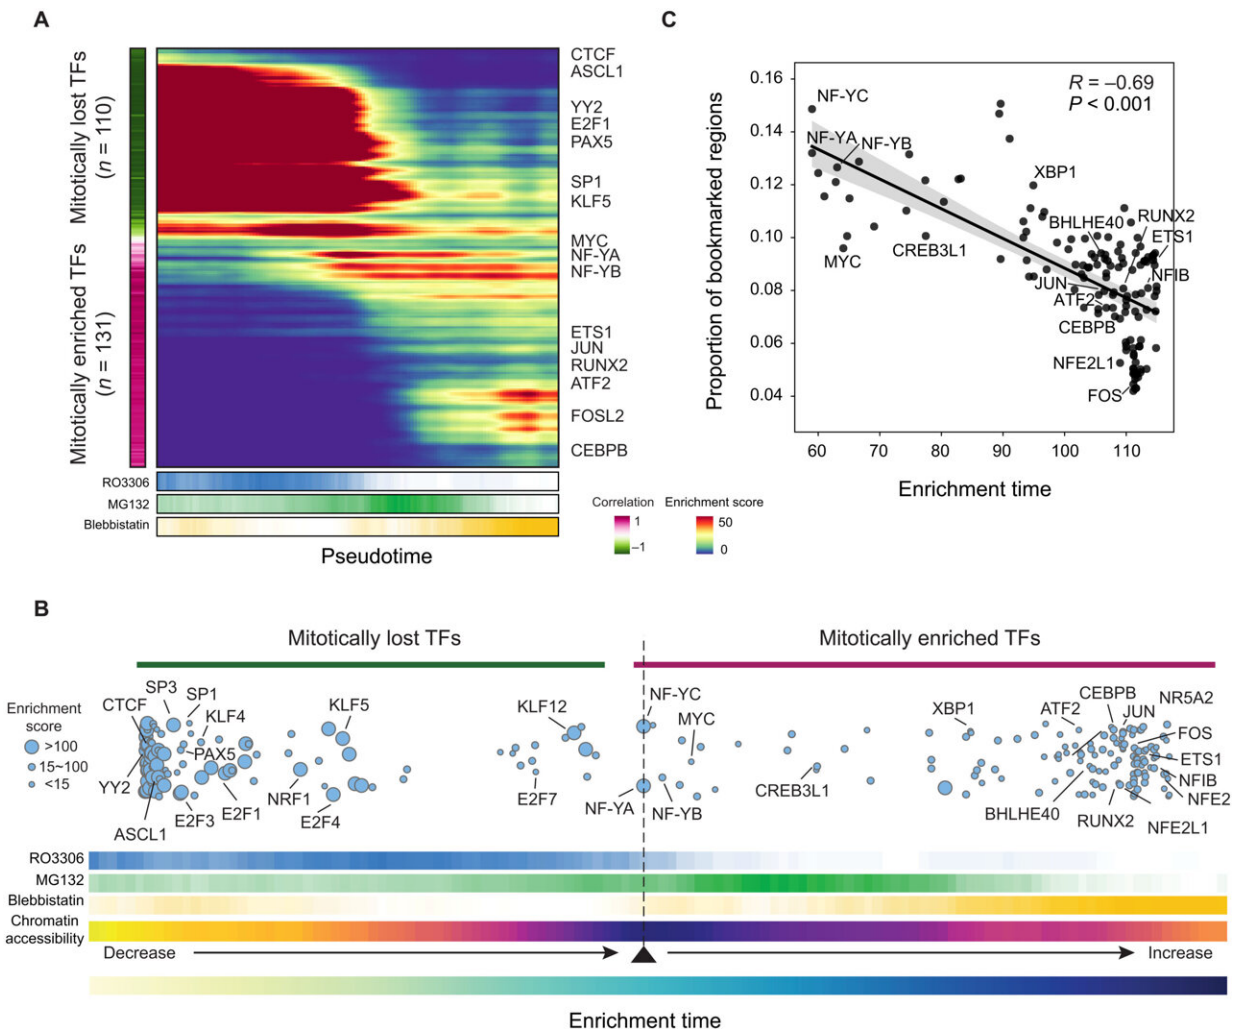 A
Mitotically lost TFs
(n = 110)
Mitotically enriched TFs
(n = 131)
CTCF
ASCL1
YY2
E2F1
PAX5
SP1
KLF5
MYC
NF-YA
NF-YB
ETS1
JUN
RUNX2
ATF2
FOSL2
CEBPB
RO3306
MG132
Blebbistatin
Pseudotime
Correlation
1
–1
Enrichment score
50
0
C
R = –0.69
P < 0.001
Proportion of bookmarked regions
0.16
0.14
0.12
0.10
0.08
0.06
0.04
NF-YC
NF-YA
NF-YB
XBP1
RUNX2
BHLHE40
ETS1
CREB3L1
MYC
NFIB
JUN
ATF2
CEBPB
NFE2L1
FOS
60
70
80
90
100
110
Enrichment time
B
Mitotically lost TFs
Mitotically enriched TFs
Enrichment
score
>100
15~100
<15
SP3
SP1
CTCF
KLF4
PAX5
YY2
ASCL1
E2F3
E2F1
NRF1
E2F4
KLF5
KLF12
E2F7
NF-YC
MYC
NF-YA
NF-YB
CREB3L1
XBP1
ATF2
CEBPB
JUN
NR5A2
FOS
ETS1
NFIB
NFE2
BHLHE40
RUNX2
NFE2L1
RO3306
MG132
Blebbistatin
Chromatin
accessibility
Decrease
Increase
Enrichment time